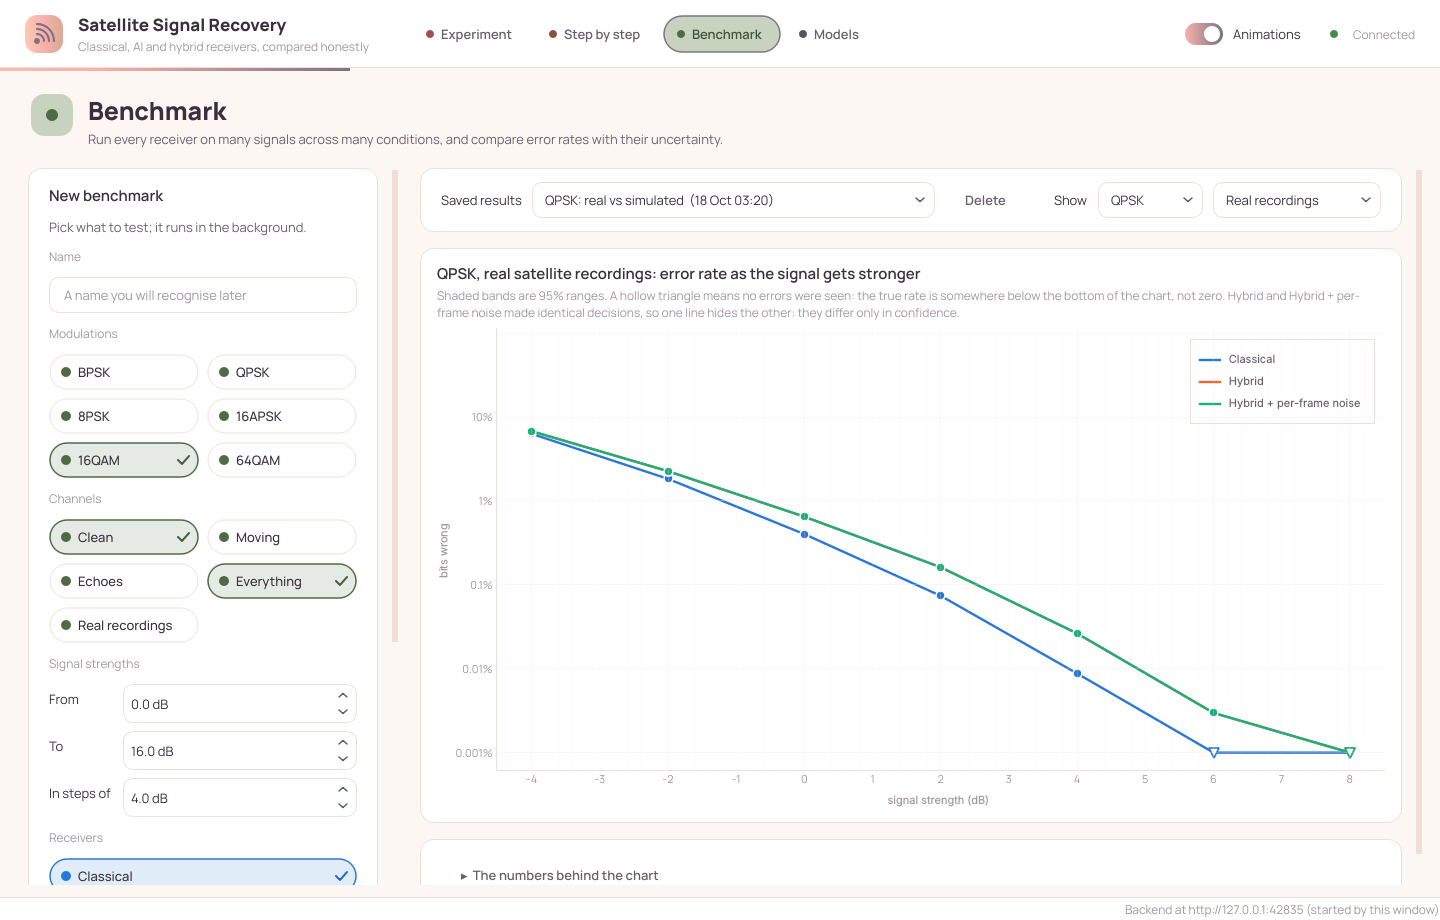 Satellite Signal Recovery
Classical, AI and hybrid receivers, compared honestly
Experiment
Step by step
Benchmark
Models
Animations
Connected
Benchmark
Run every receiver on many signals across many conditions, and compare error rates with their uncertainty.
New benchmark
Pick what to test; it runs in the background.
Name
A name you will recognise later
Modulations
BPSK
QPSK
8PSK
16APSK
16QAM
64QAM
Channels
Clean
Moving
Echoes
Everything
Real recordings
Signal strengths
From
0.0 dB
To
16.0 dB
In steps of
4.0 dB
Receivers
Classical
Saved results
QPSK: real vs simulated (18 Oct 03:20)
Delete
Show
QPSK
Real recordings
QPSK, real satellite recordings: error rate as the signal gets stronger
Shaded bands are 95% ranges. A hollow triangle means no errors were seen: the true rate is somewhere below the bottom of the chart, not zero. Hybrid and Hybrid + per-
frame noise made identical decisions, so one line hides the other: they differ only in confidence.
Classical
Hybrid
Hybrid + per-frame noise
10%
1%
0.1%
0.01%
0.001%
bits wrong
-4
-3
-2
-1
0
1
2
3
4
5
6
7
8
signal strength (dB)
▸ The numbers behind the chart
Backend at http://127.0.0.1:42835 (started by this window)